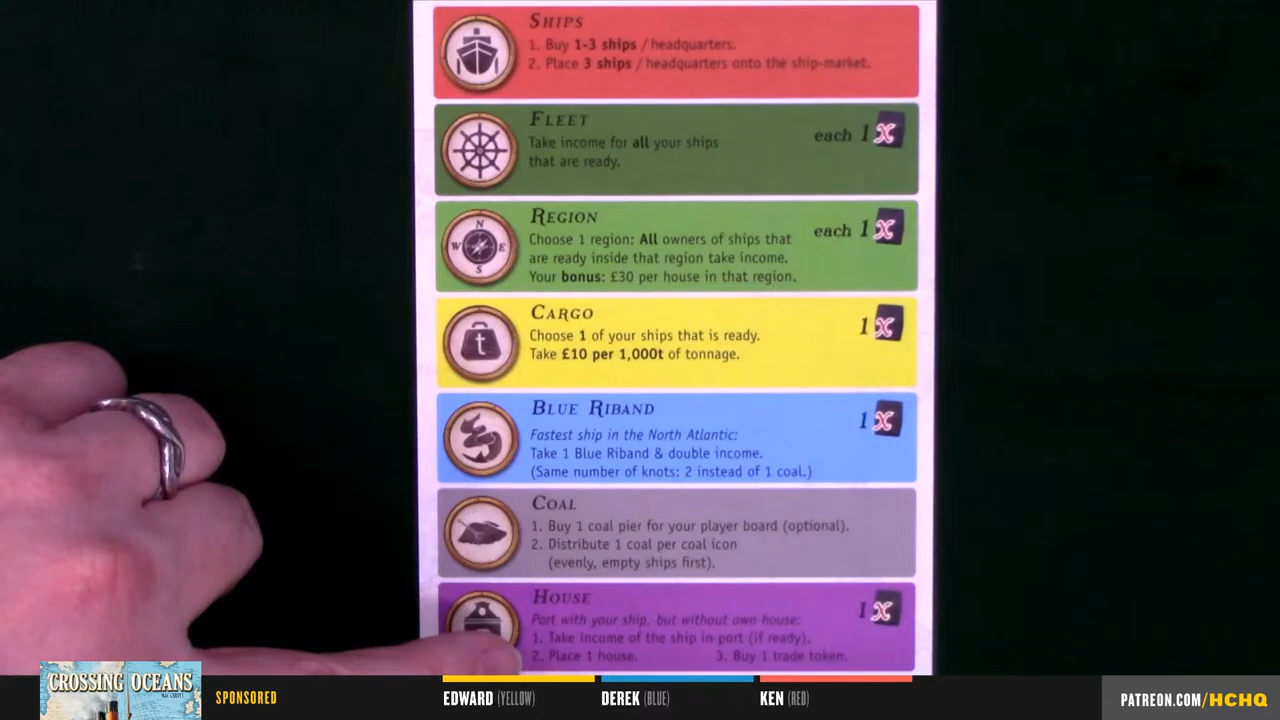 SHIPS
1. Buy 1-3 ships / headquarters.
2. Place 3 ships / headquarters onto the ship-market.
FLEET
Take income for all your ships
that are ready.
each 1
REGION
Choose 1 region: All owners of ships that
are ready inside that region take income.
Your bonus: £30 per house in that region.
each 1
N
W E
S
CARGO
Choose 1 of your ships that is ready.
Take £10 per 1,000t of tonnage.
1
t
BLUE RIBAND
Fastest ship in the North Atlantic:
Take 1 Blue Riband & double income.
(Same number of knots: 2 instead of 1 coal.)
1
COAL
1. Buy 1 coal pier for your player board (optional).
2. Distribute 1 coal per coal icon
(evenly, empty ships first).
HOUSE
Port with your ship, but without own house:
1. Take income of the ship in port (if ready).
2. Place 1 house. 3. Buy 1 trade token.
1
CROSSING OCEANS
SPONSORED
EDWARD (YELLOW)
DEREK (BLUE)
KEN (RED)
PATREON.COM/HCHQ